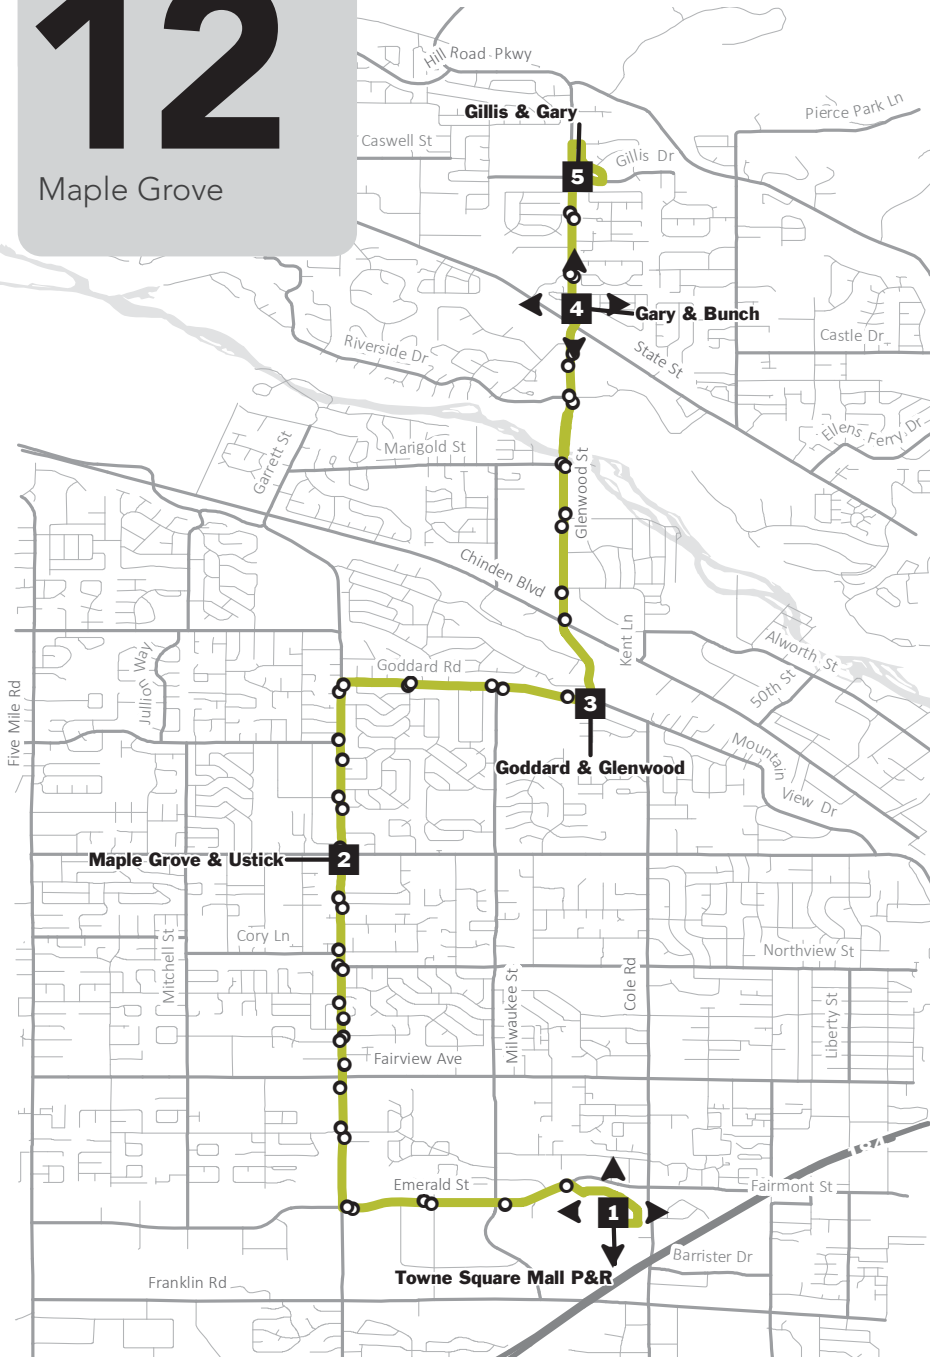 12
Maple Grove
Hill Road Pkwy
Pierce Park Ln
Gillis & Gary
Caswell St
Gillis Dr
5
4
Gary & Bunch
Castle Dr
State St
Riverside Dr
Ellens Ferry Dr
Marigold St
Garrett St
Glenwood St
Chinden Blvd
Kent Ln
Alworth St
Jullion Way
Goddard Rd
50th St
Five Mile Rd
3
Mountain View Dr
Goddard & Glenwood
Maple Grove & Ustick
2
Cory Ln
Northview St
Mitchell St
Milwaukee St
Cole Rd
Liberty St
Fairview Ave
I84
Emerald St
Fairmont St
1
Barrister Dr
Towne Square Mall P&R
Franklin Rd